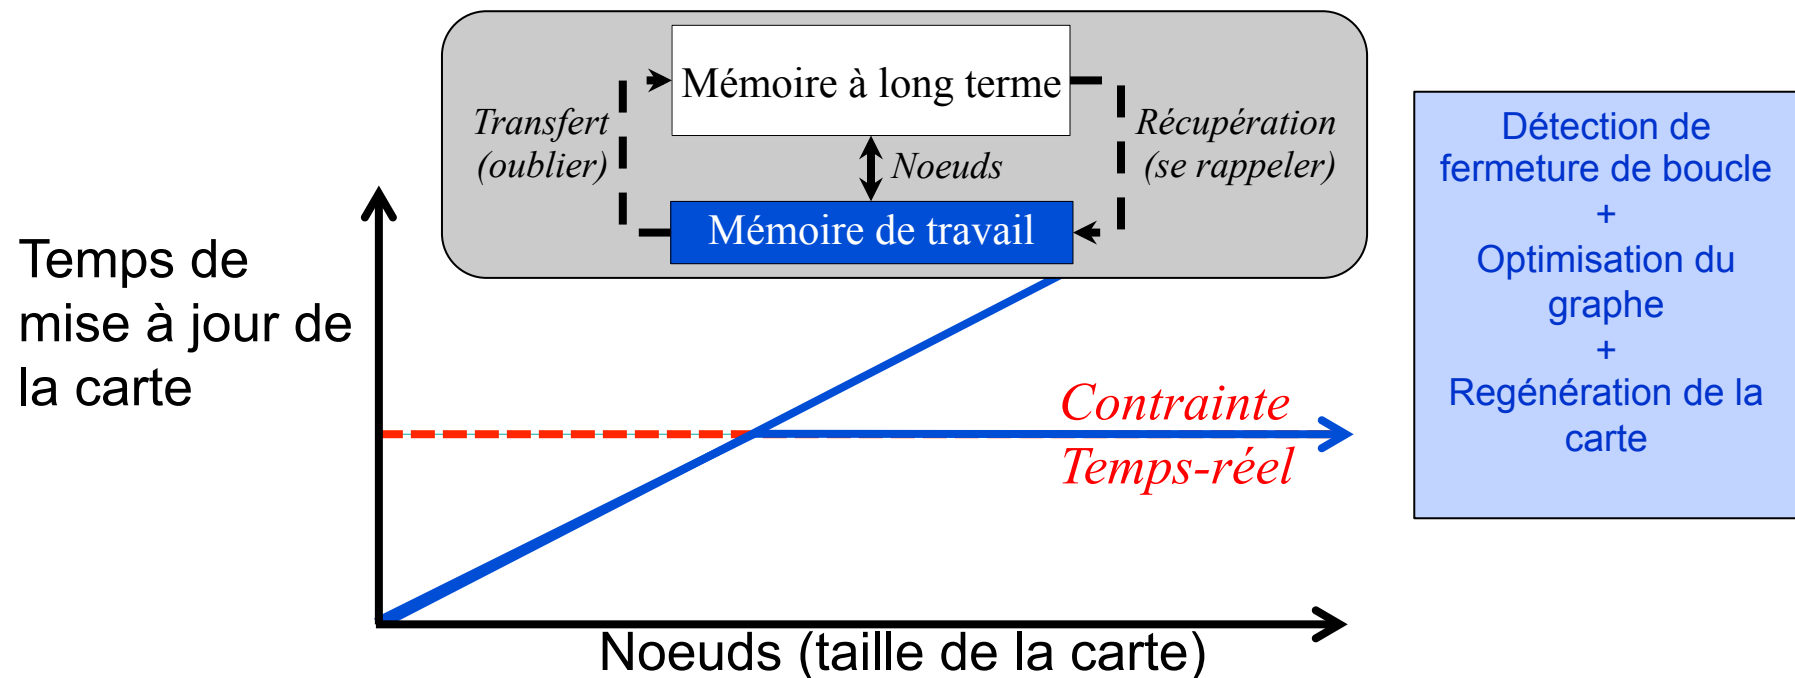 Mémoire à long terme
Transfert
(oublier)
Récupération
(se rappeler)
Noeuds
Mémoire de travail
Temps de
mise à jour de
la carte
Contrainte
Temps-réel
Noeuds (taille de la carte)
Détection de
fermeture de boucle
+
Optimisation du
graphe
+
Regénération de la
carte